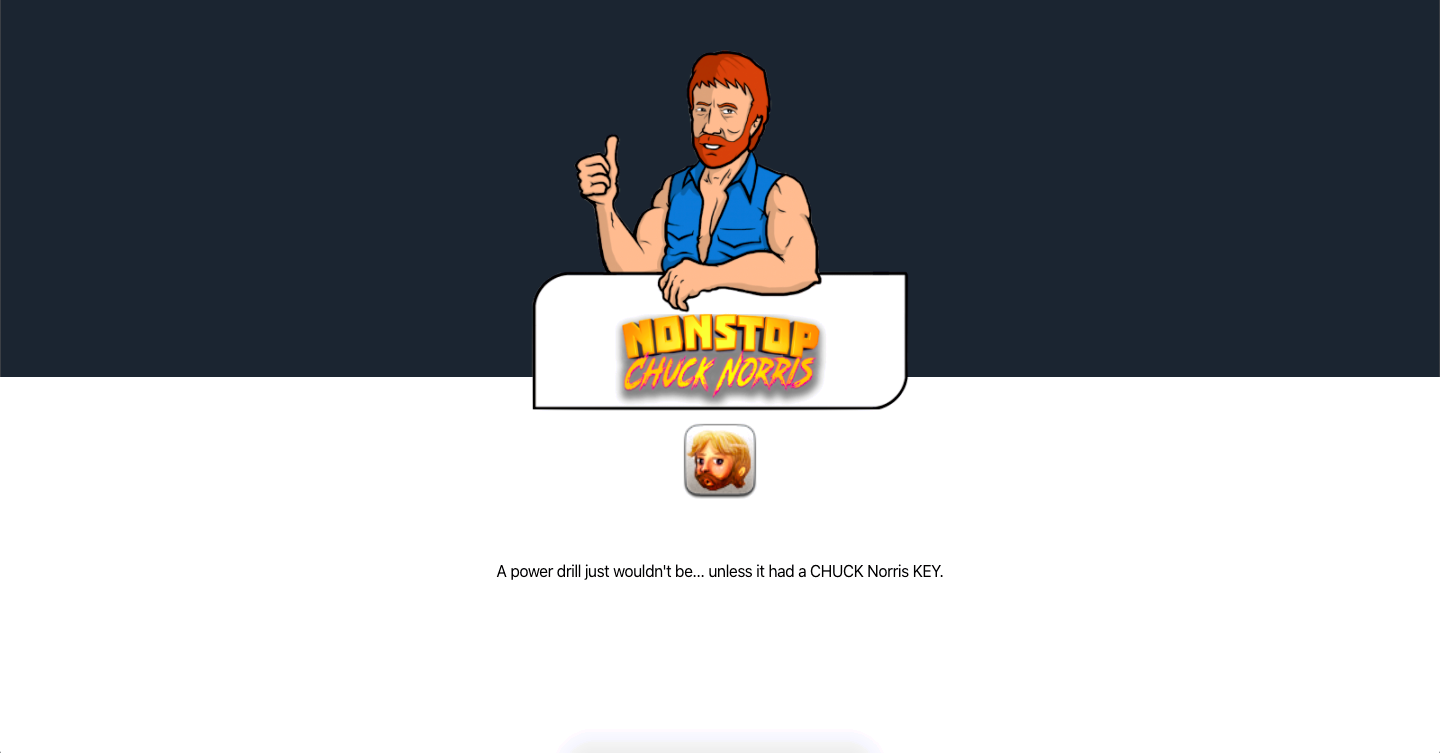 NONSTOP
CHUCK NORRIS
A power drill just wouldn't be... unless it had a CHUCK Norris KEY.